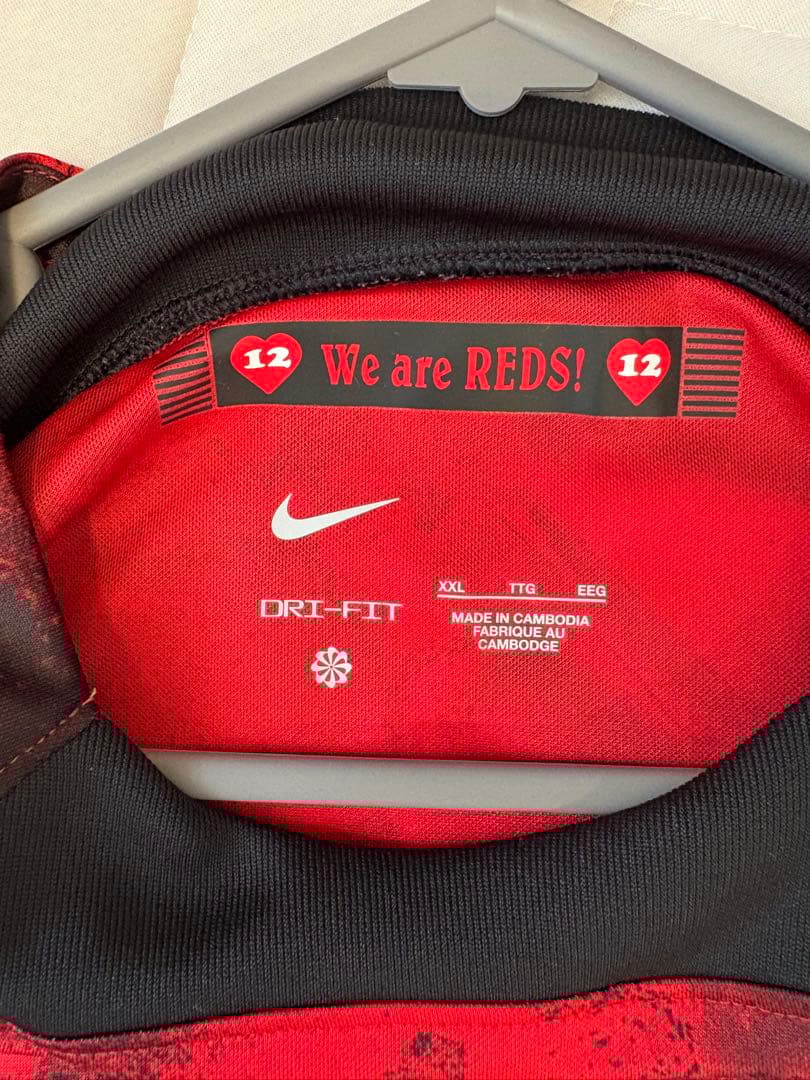 12 We are REDS! 12
DRI-FIT
XXL TTG EEG
MADE IN CAMBODIA
FABRIQUE AU
CAMBODGE